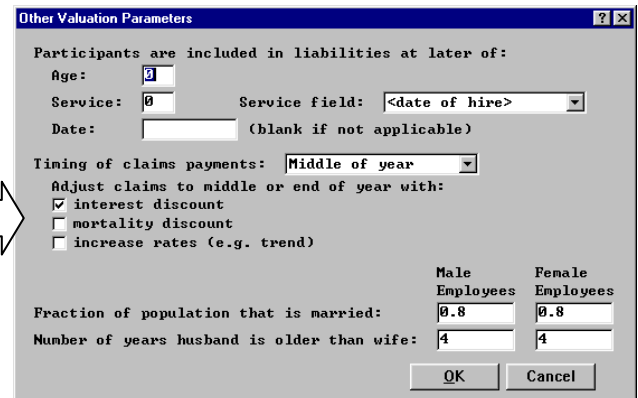 Other Valuation Parameters
Participants are included in liabilities at later of:
Age: 0
Service: 0 Service field: <date of hire>
Date: (blank if not applicable)
Timing of claims payments: Middle of year
Adjust claims to middle or end of year with:
interest discount
mortality discount
increase rates (e.g. trend)
Male Female
Employees Employees
Fraction of population that is married: 0.8 0.8
Number of years husband is older than wife: 4 4
OK Cancel